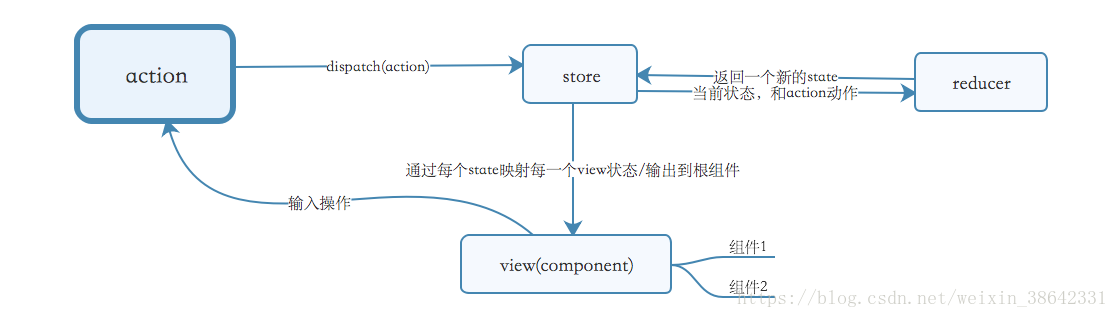 action
dispatch(action)
store
返回一个新的state
当前状态，和action动作
reducer
通过每个state映射每一个view状态/输出到根组件
输入操作
view(component)
组件1
组件2
https://blog.csdn.net/weixin_38642331